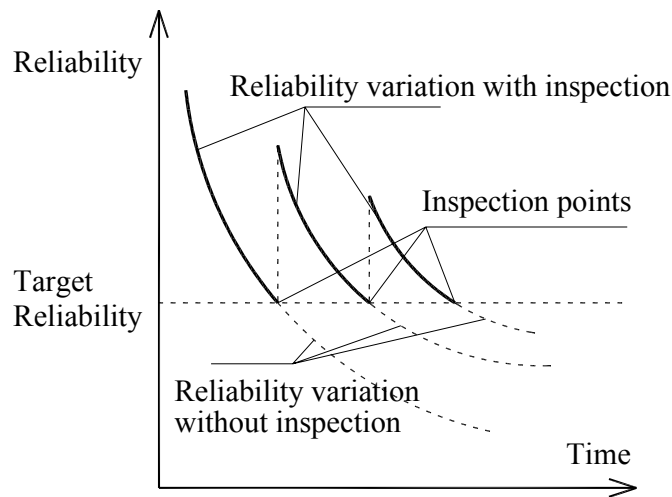 Reliability
Reliability variation with inspection
Inspection points
Target
Reliability
Reliability variation
without inspection
Time